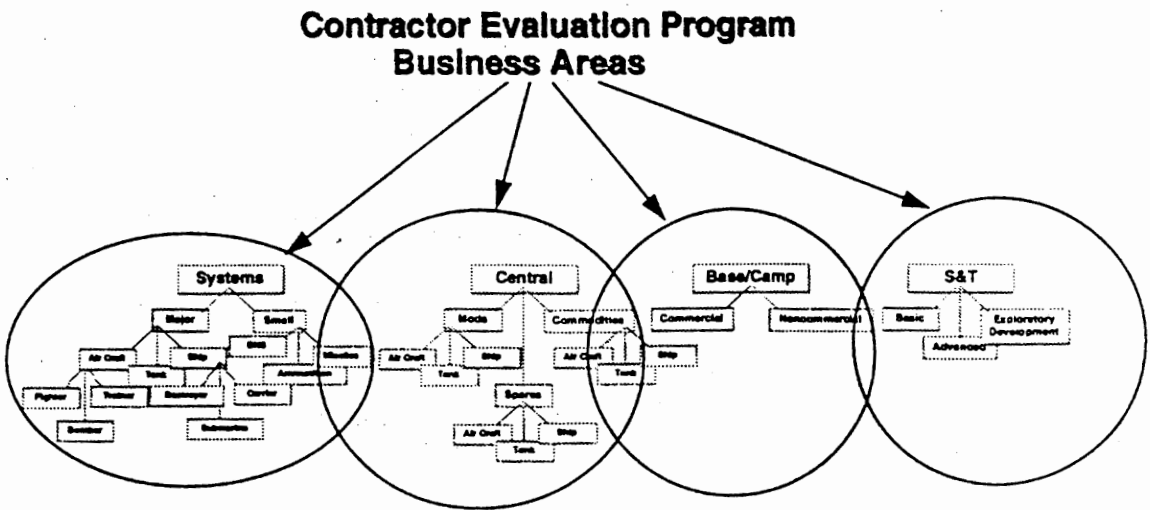 Contractor Evaluation Program
Business Areas
Systems
Major
Small
Air Craft
Ship
Tank
Missiles
Ammunition
Fighter
Trainer
Destroyer
Carrier
Bomber
Submarine
Central
Mods
Commodities
Air Craft
Ship
Tank
Air Craft
Ship
Tank
Spares
Air Craft
Ship
Tank
Base/Camp
Commercial
Noncommercial
S&T
Basic
Exploratory
Development
Advanced